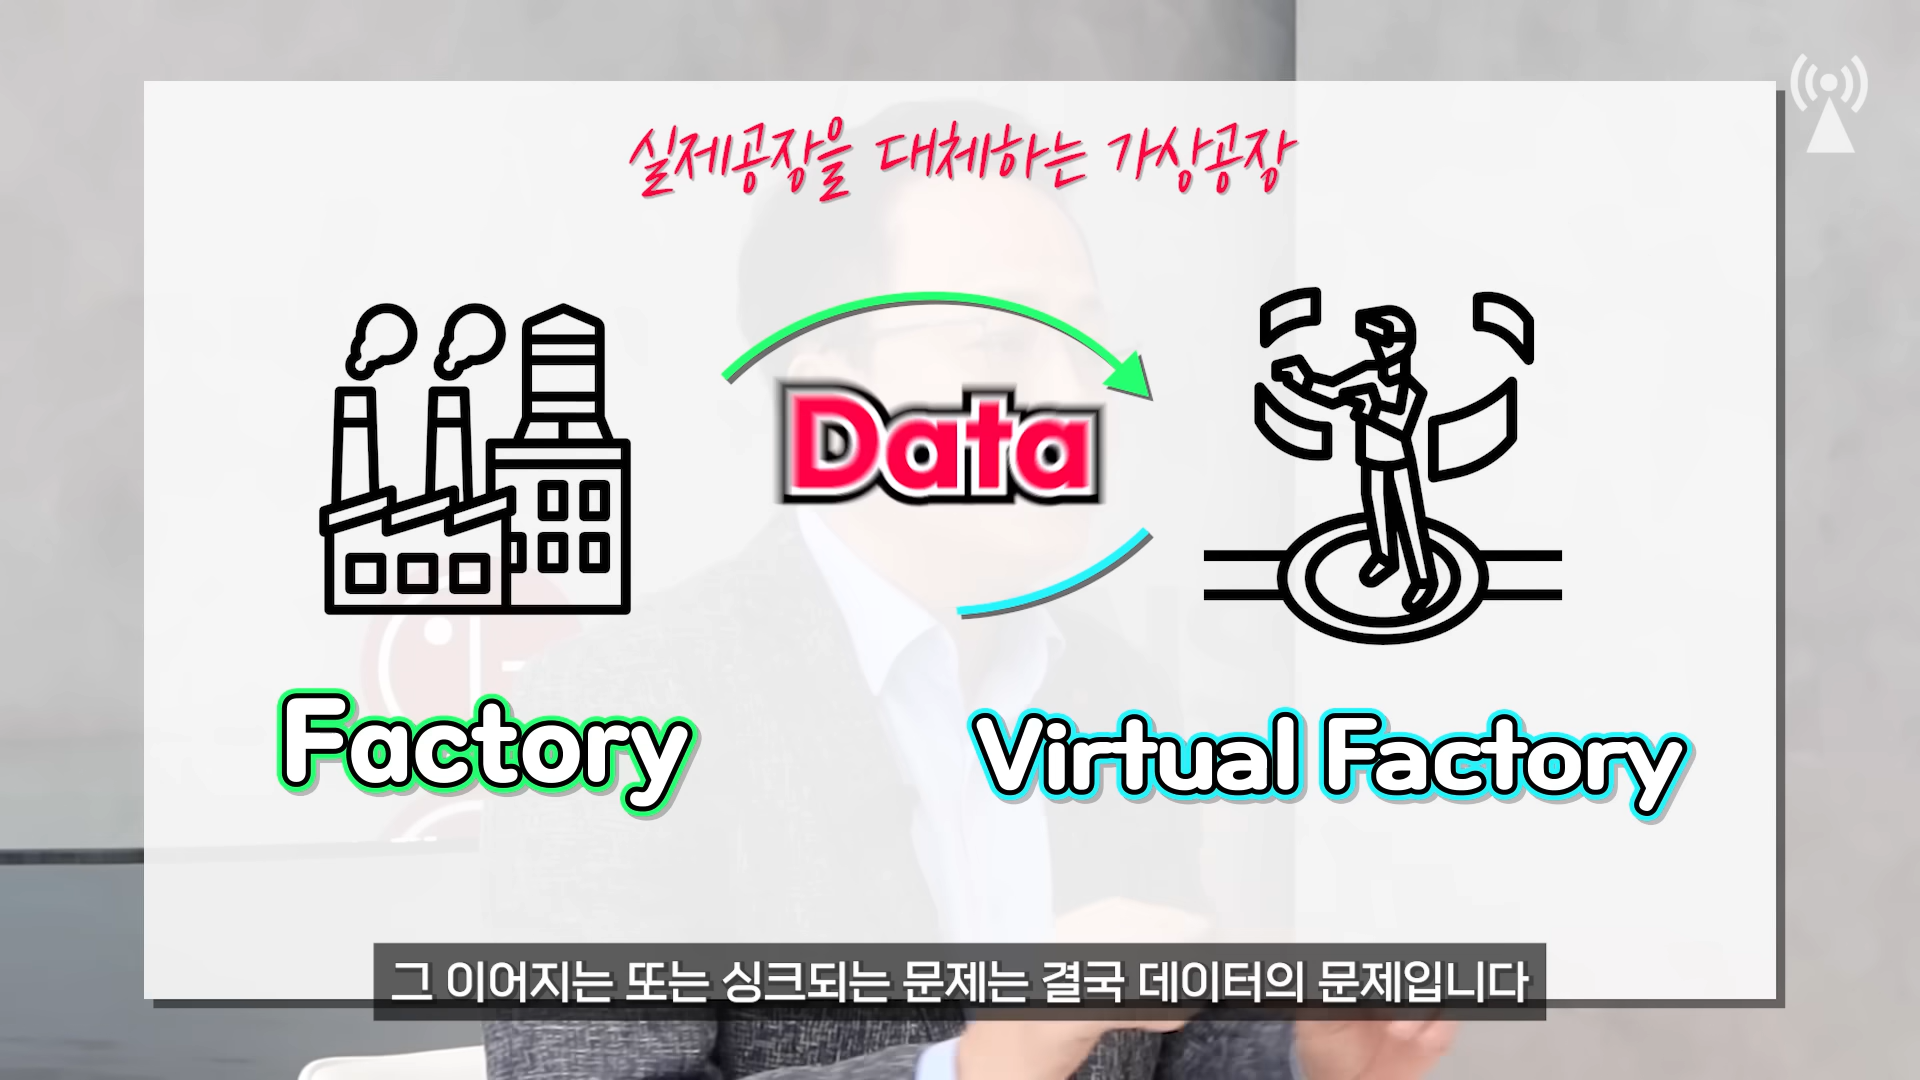 실제공장을 대체하는 가상공장
Data
Factory
Virtual Factory
그 이어지는 또는 싱크되는 문제는 결국 데이터의 문제입니다